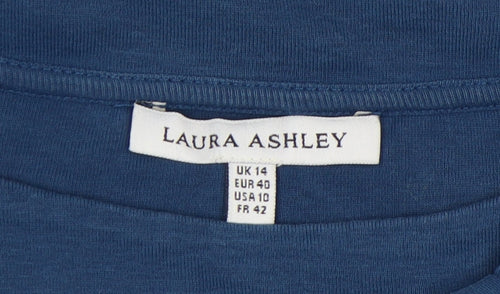 LAURA ASHLEY
UK 14
EUR 40
USA 10
FR 42